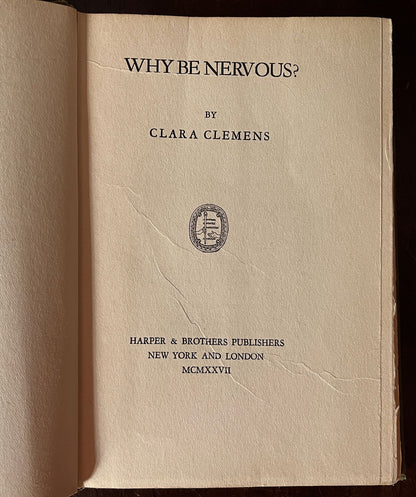 WHY BE NERVOUS?
BY
CLARA CLEMENS
HARPER & BROTHERS PUBLISHERS
NEW YORK AND LONDON
MCMXXVII